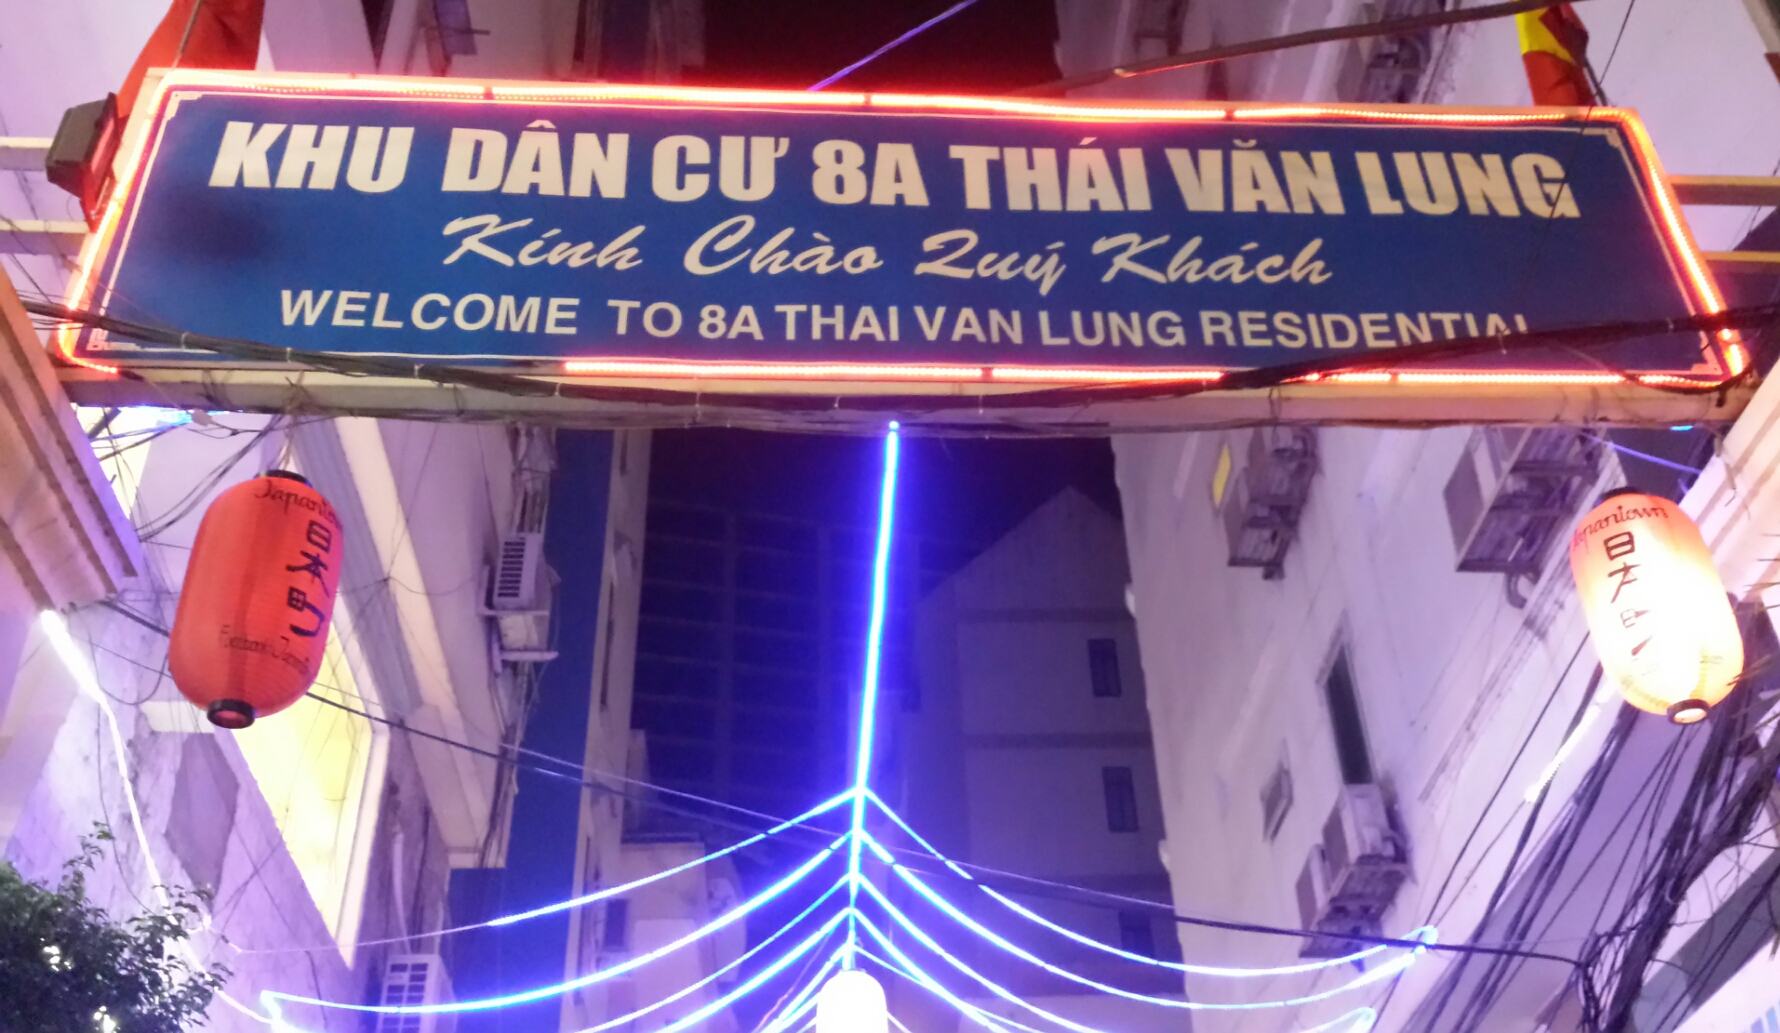 KHU DÂN CƯ 8A THÁI VĂN LUNG
Kính Chào Quý Khách
WELCOME TO 8A THAI VAN LUNG RESIDENTIAL
Japantown
日本町
Japantown
日本